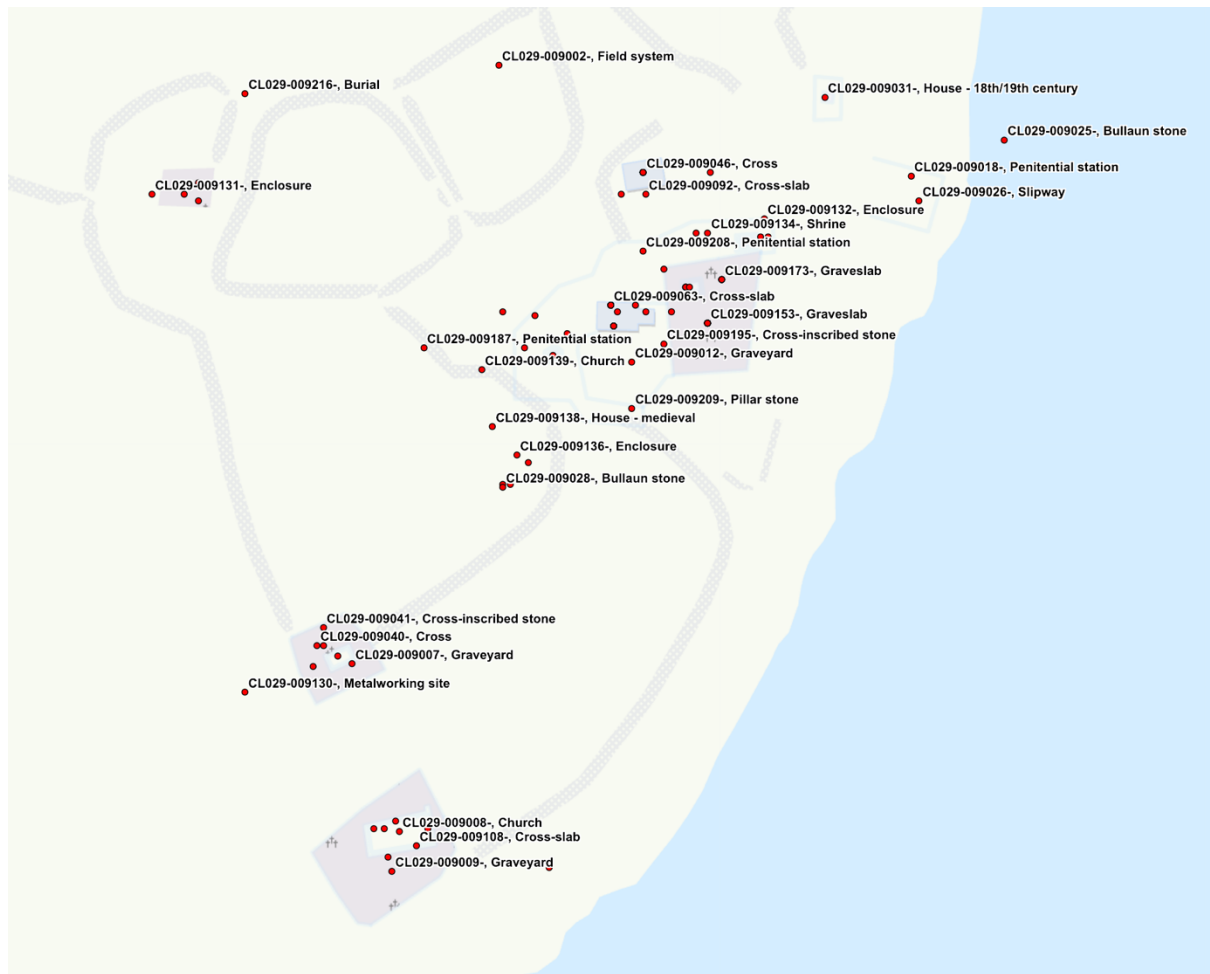 CL029-009002-, Field system
CL029-009216-, Burial
CL029-009031-, House - 18th/19th century
CL029-009025-, Bullaun stone
CL029-009046-, Cross
CL029-009018-, Penitential station
CL029-009131-, Enclosure
CL029-009092-, Cross-slab
CL029-009026-, Slipway
CL029-009132-, Enclosure
CL029-009134-, Shrine
CL029-009208-, Penitential station
CL029-009173-, Graveslab
CL029-009063-, Cross-slab
CL029-009153-, Graveslab
CL029-009195-, Cross-inscribed stone
CL029-009187-, Penitential station
CL029-009012-, Graveyard
CL029-009139-, Church
CL029-009209-, Pillar stone
CL029-009138-, House - medieval
CL029-009136-, Enclosure
CL029-009028-, Bullaun stone
CL029-009041-, Cross-inscribed stone
CL029-009040-, Cross
CL029-009007-, Graveyard
CL029-009130-, Metalworking site
CL029-009008-, Church
CL029-009108-, Cross-slab
CL029-009009-, Graveyard